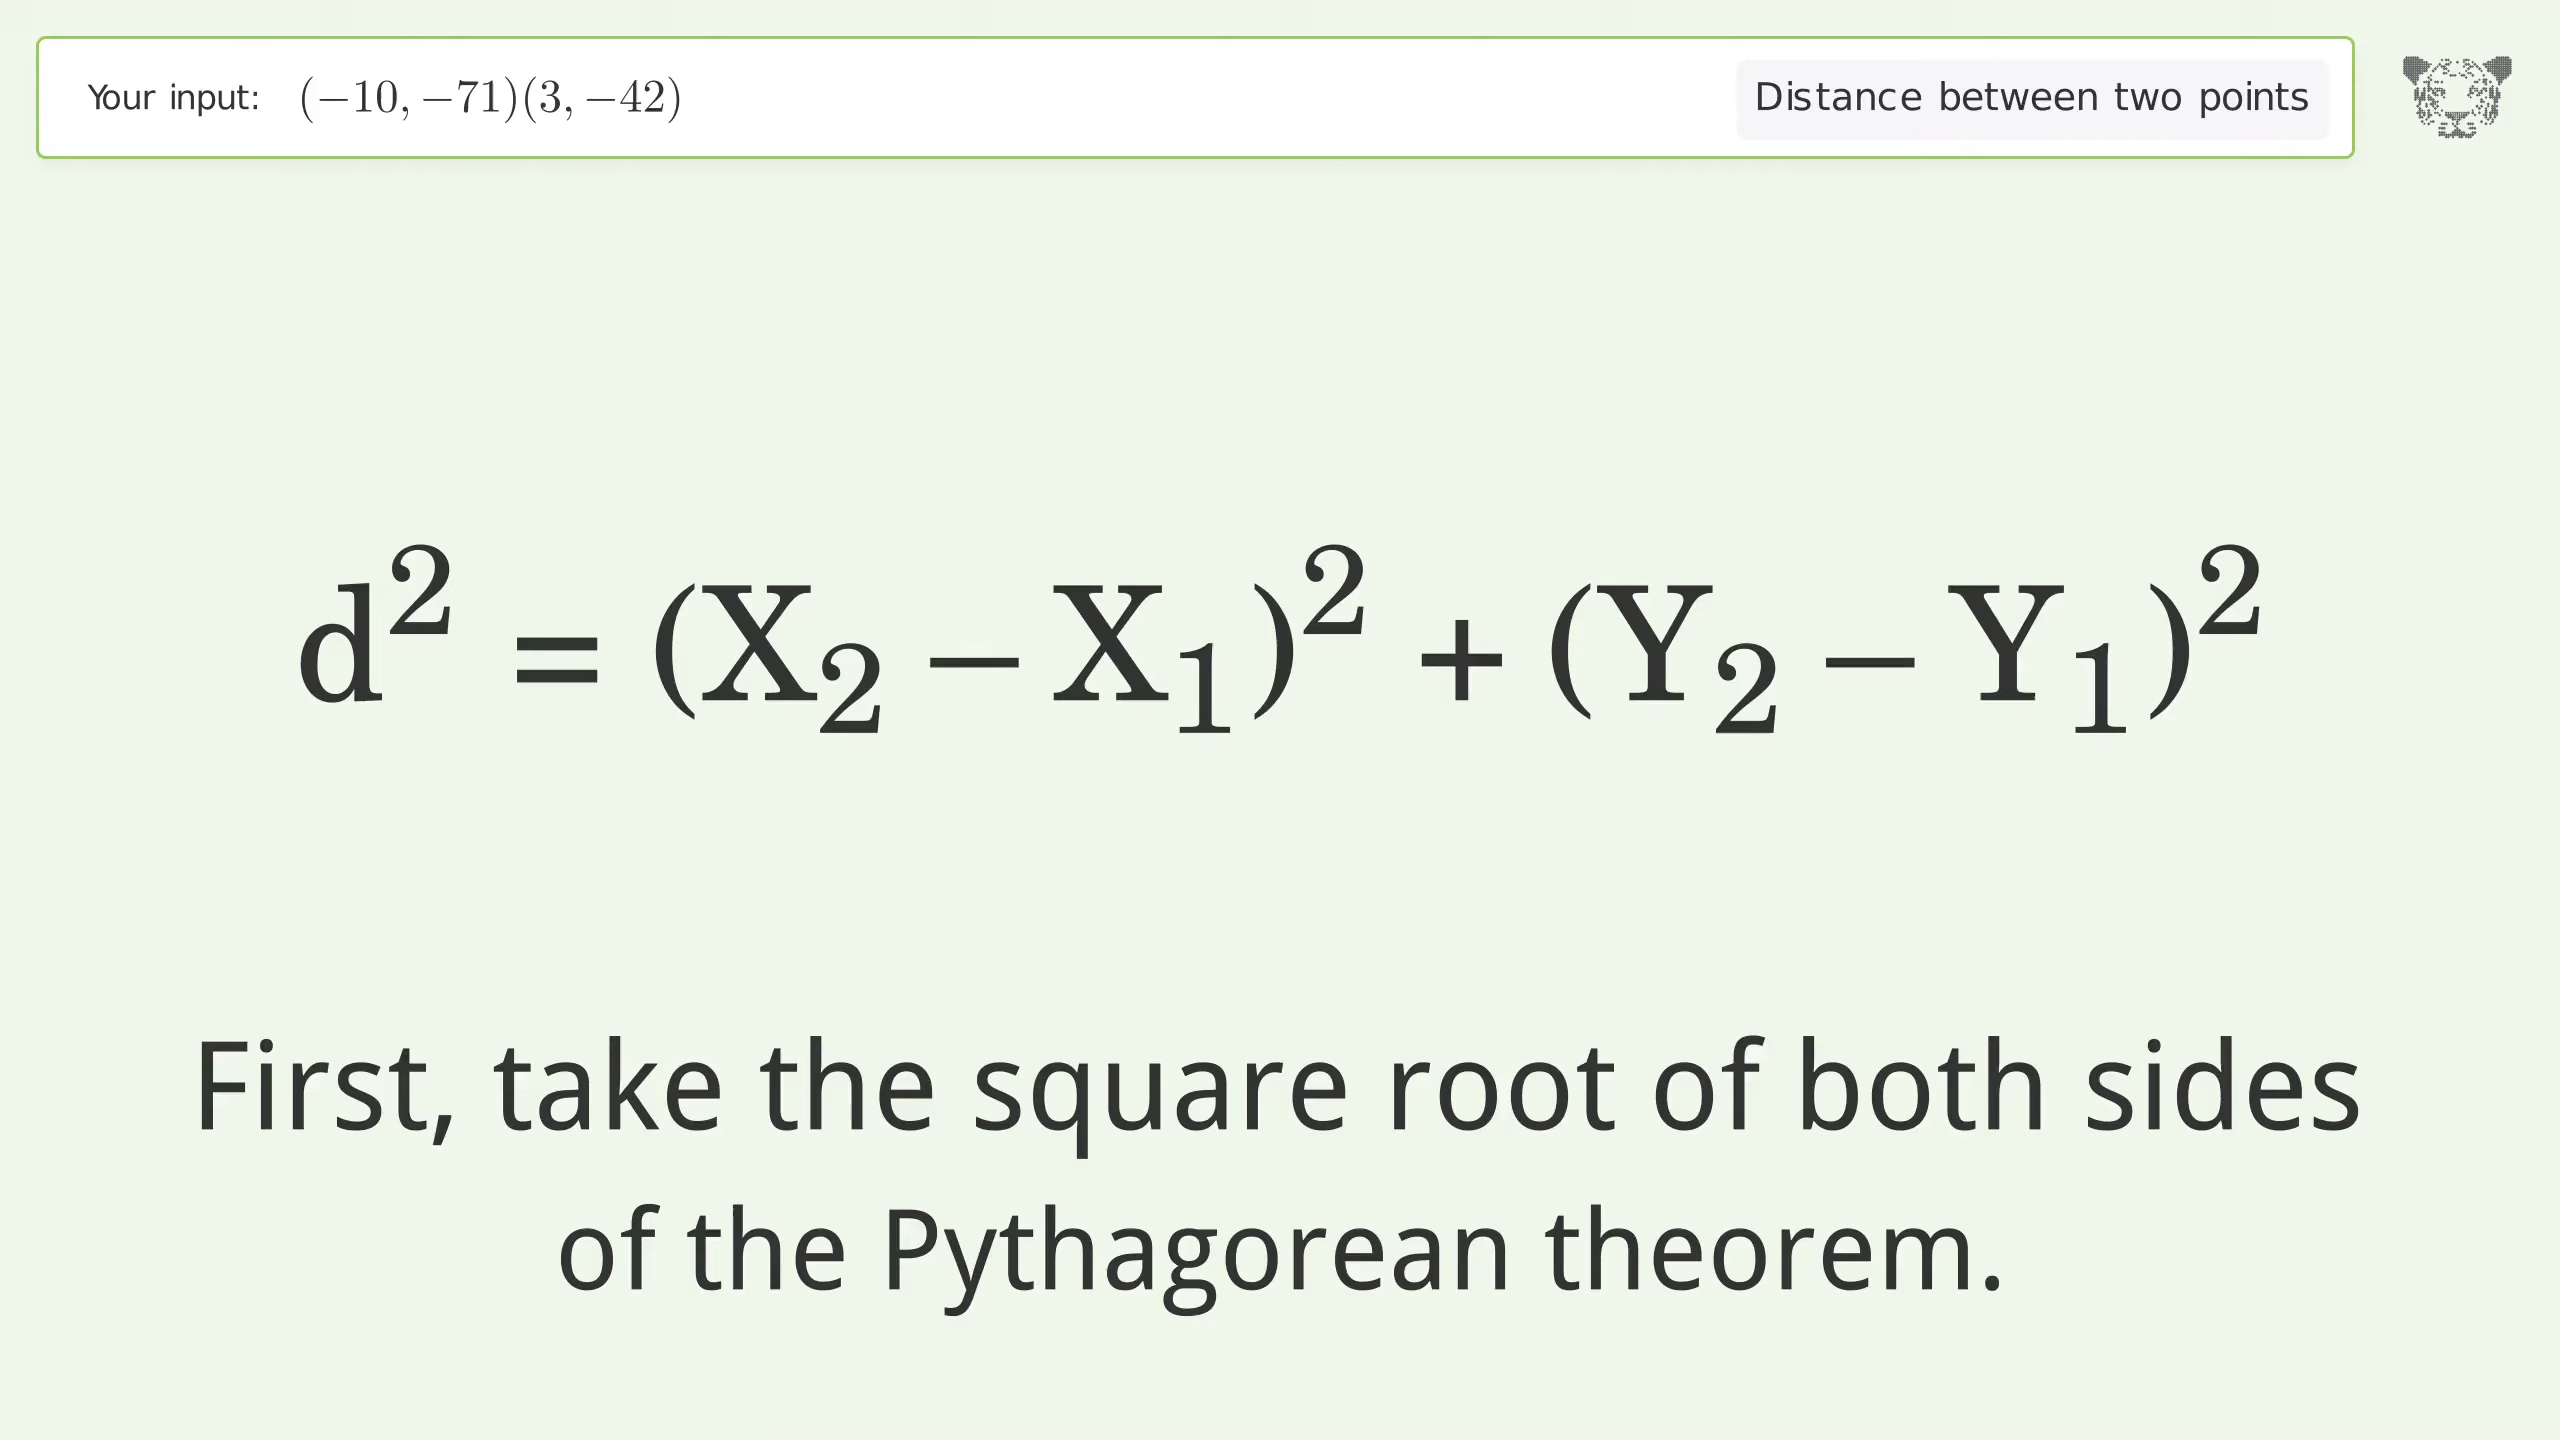 Your input: (−10, −71)(3, −42)
Distance between two points
d² = (X₂ − X₁)² + (Y₂ − Y₁)²
First, take the square root of both sides
of the Pythagorean theorem.